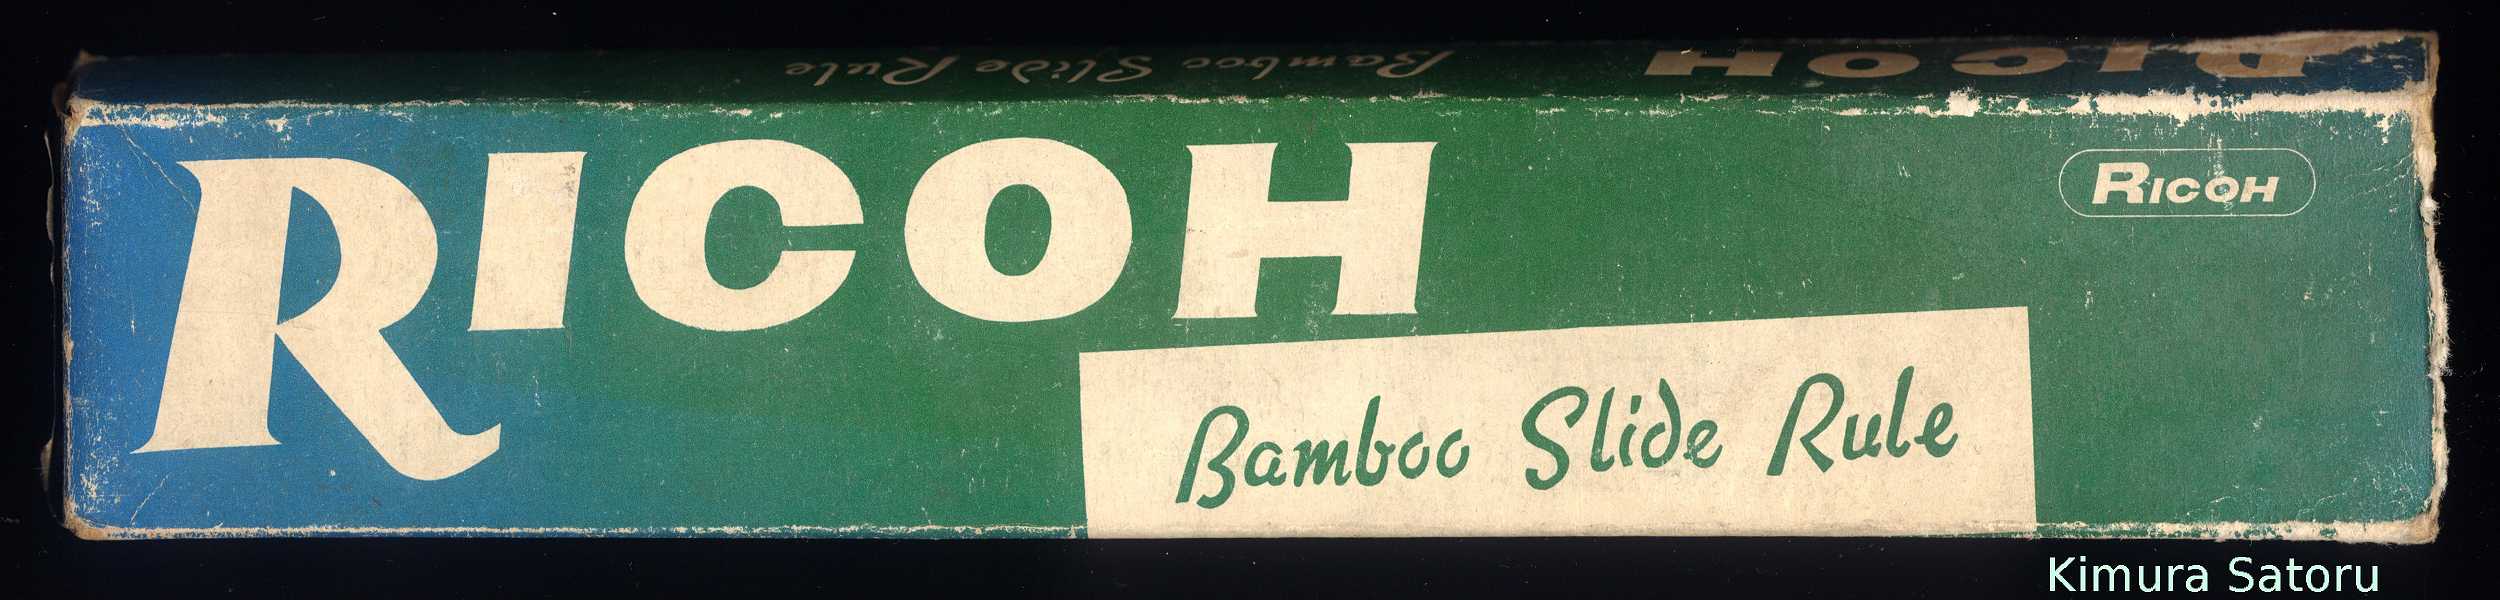 Bamboo Slide Rule RICOH
RICOH
RICOH
Bamboo Slide Rule
Kimura Satoru